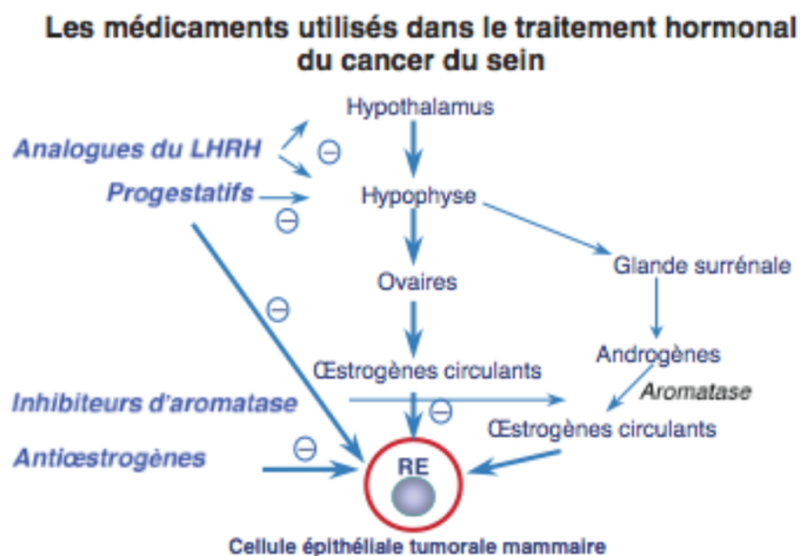 Les médicaments utilisés dans le traitement hormonal
du cancer du sein
Hypothalamus
Analogues du LHRH
⊖
Progestatifs
⊖
Hypophyse
Glande surrénale
Ovaires
⊖
Androgènes
Œstrogènes circulants
Aromatase
Inhibiteurs d'aromatase
⊖
Œstrogènes circulants
Antiœstrogènes
⊖
RE
Cellule épithéliale tumorale mammaire